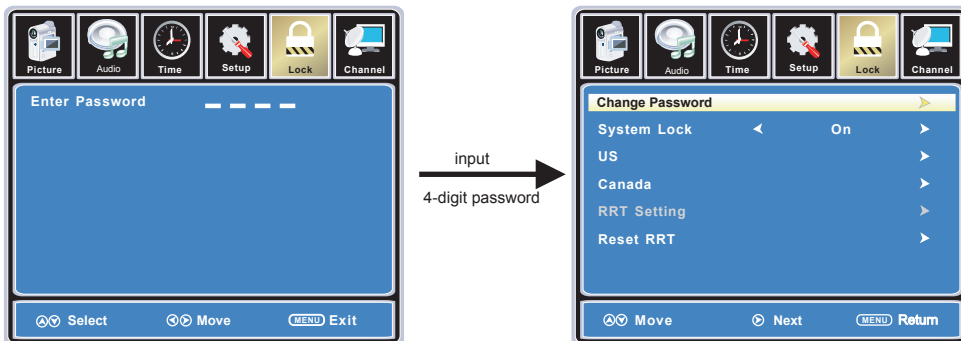 Picture Audio Time Setup Lock Channel
Enter Password
Select Move MENU Exit
input
4-digit password
Picture Audio Time Setup Lock Channel
Change Password
System Lock On
US
Canada
RRT Setting
Reset RRT
Move Next MENU Return